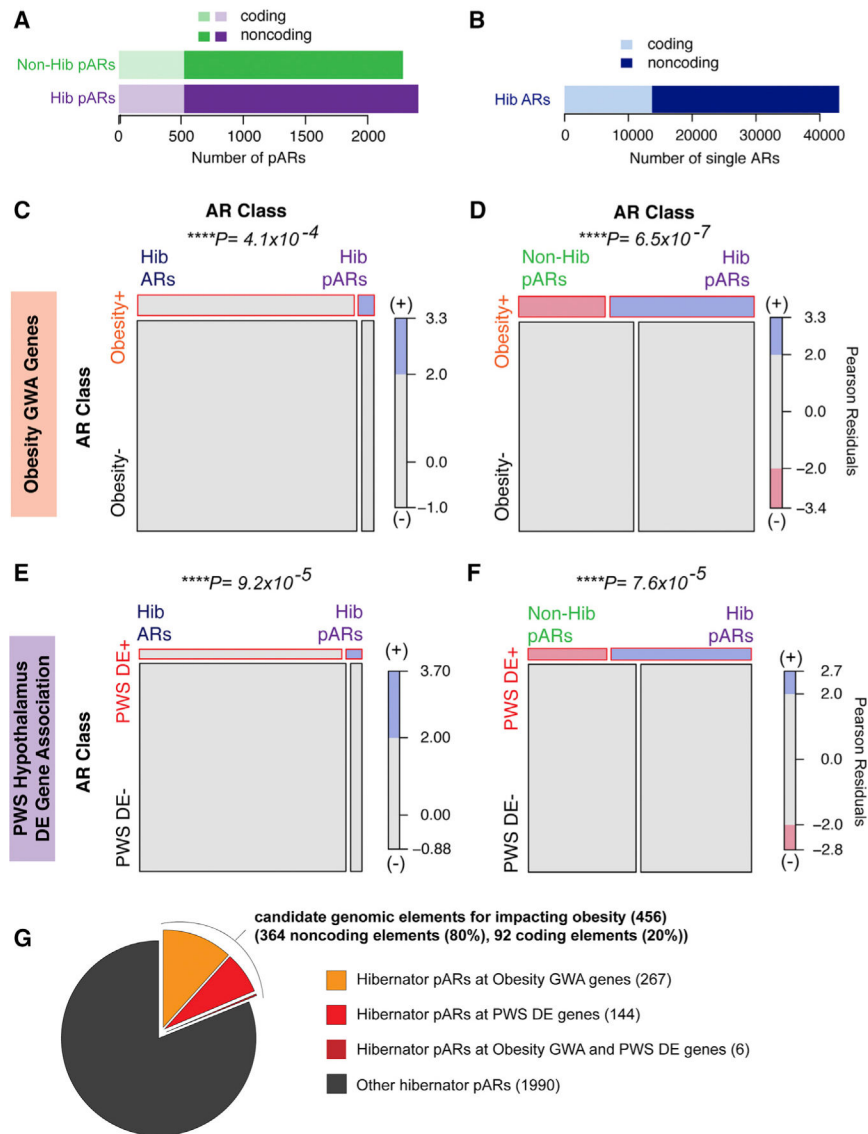 A
coding
noncoding
Non-Hib pARs
Hib pARs
0 500 1000 1500 2000
Number of pARs
B
coding
noncoding
Hib ARs
0 10000 20000 30000 40000
Number of single ARs
Obesity GWA Genes
C
AR Class
****P= 4.1x10-4
Hib
ARs
Hib
pARs
AR Class
Obesity+
Obesity-
(+)
3.3
2.0
0.0
-1.0
(-)
D
AR Class
****P= 6.5x10-7
Non-Hib
pARs
Hib
pARs
Obesity+
Obesity-
(+)
3.3
2.0
0.0
-2.0
-3.4
(-)
Pearson Residuals
PWS Hypothalamus
DE Gene Association
E
****P= 9.2x10-5
Hib
ARs
Hib
pARs
AR Class
PWS DE+
PWS DE-
(+)
3.70
2.00
0.00
-0.88
(-)
F
****P= 7.6x10-5
Non-Hib
pARs
Hib
pARs
PWS DE+
PWS DE-
(+)
2.7
2.0
0.0
-2.0
-2.8
(-)
Pearson Residuals
G
candidate genomic elements for impacting obesity (456)
(364 noncoding elements (80%), 92 coding elements (20%))
Hibernator pARs at Obesity GWA genes (267)
Hibernator pARs at PWS DE genes (144)
Hibernator pARs at Obesity GWA and PWS DE genes (6)
Other hibernator pARs (1990)